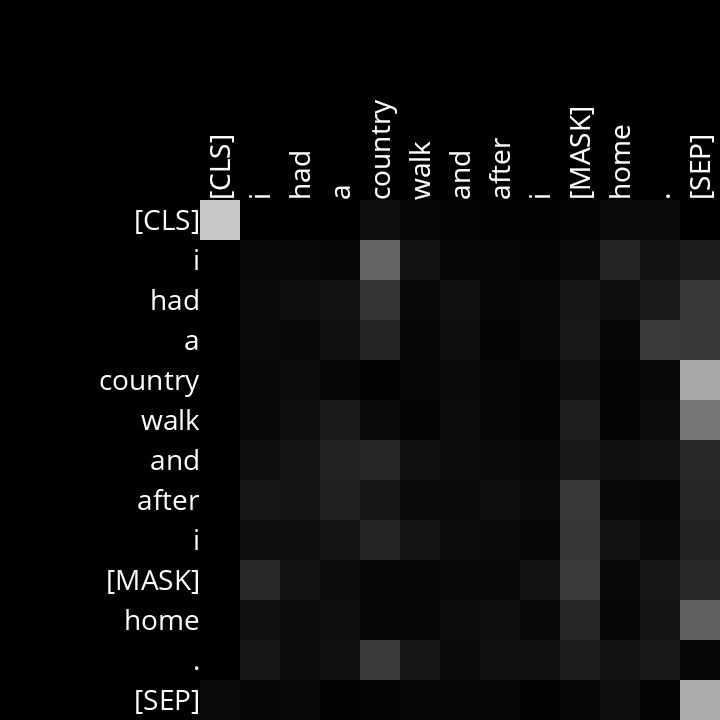 [CLS] i had a country walk and after i [MASK] home . [SEP]
[CLS]
i
had
a
country
walk
and
after
i
[MASK]
home
.
[SEP]